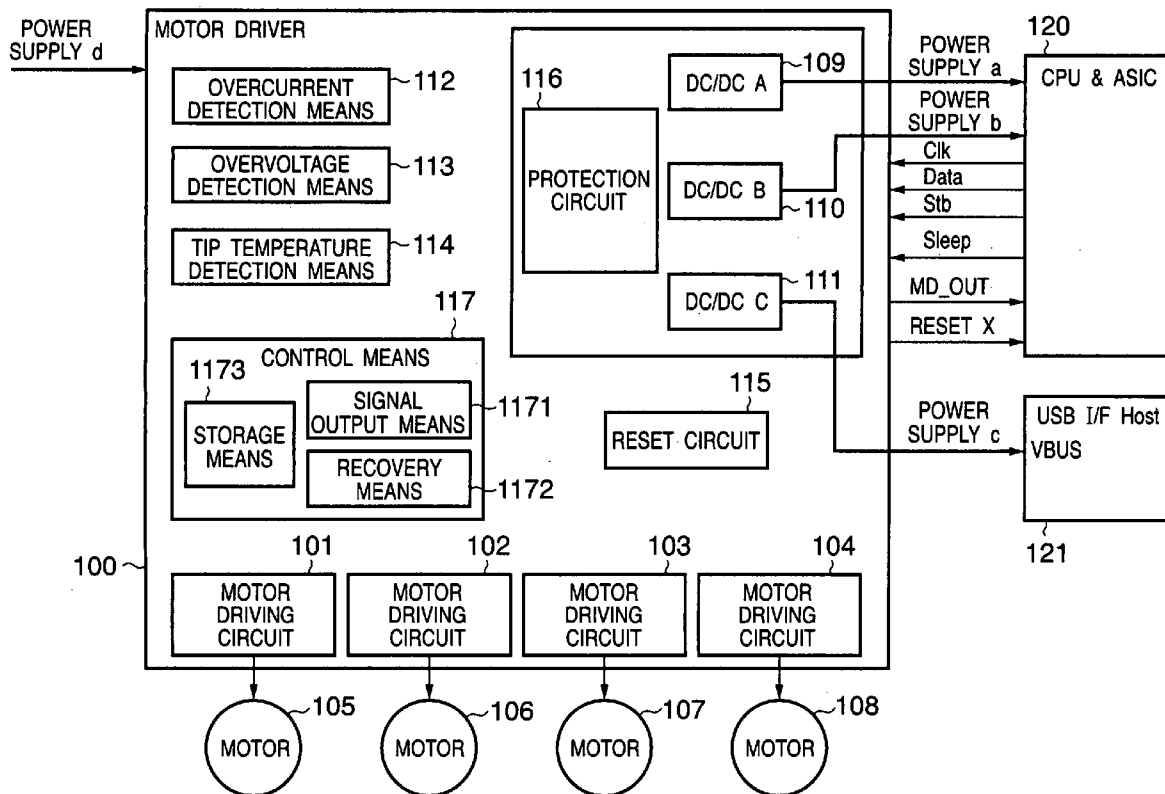 POWER
SUPPLY d
MOTOR DRIVER
OVERCURRENT
DETECTION MEANS
112
OVERVOLTAGE
DETECTION MEANS
113
TIP TEMPERATURE
DETECTION MEANS
114
116
PROTECTION
CIRCUIT
109
DC/DC A
DC/DC B
110
111
DC/DC C
POWER
SUPPLY a
POWER
SUPPLY b
Clk
Data
Stb
Sleep
MD_OUT
RESET X
120
CPU & ASIC
117
CONTROL MEANS
1173
STORAGE
MEANS
SIGNAL
OUTPUT MEANS
1171
RECOVERY
MEANS
1172
115
RESET CIRCUIT
POWER
SUPPLY c
USB I/F Host
VBUS
121
100
101
MOTOR
DRIVING
CIRCUIT
102
MOTOR
DRIVING
CIRCUIT
103
MOTOR
DRIVING
CIRCUIT
104
MOTOR
DRIVING
CIRCUIT
105
MOTOR
106
MOTOR
107
MOTOR
108
MOTOR